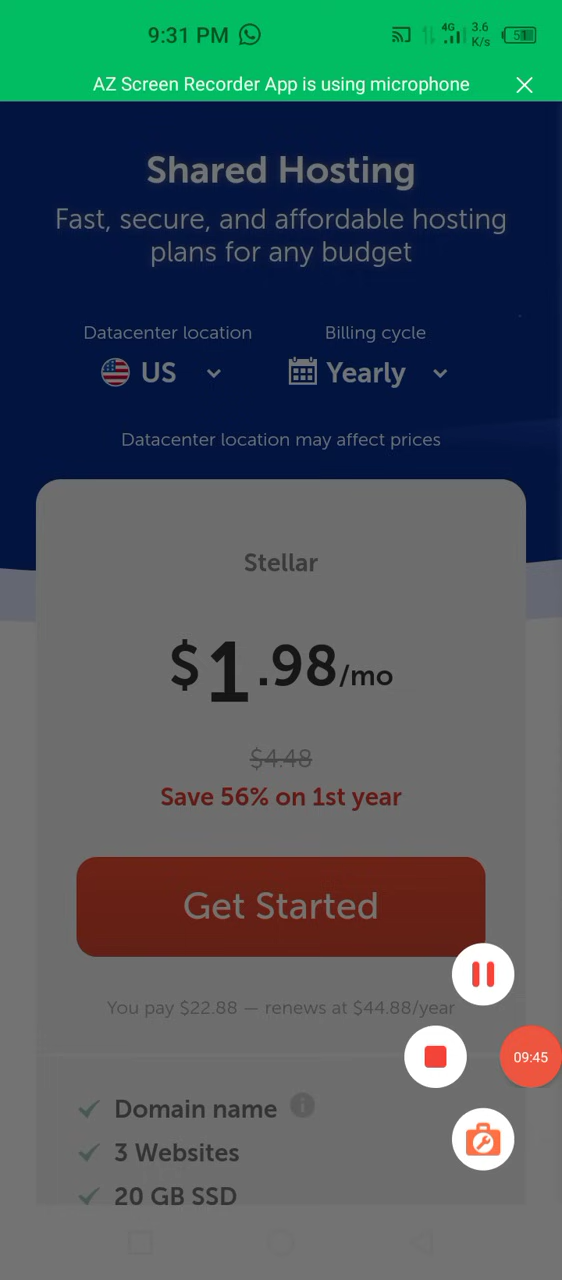 9:31 PM
4G 3.6 K/s 51
AZ Screen Recorder App is using microphone
Shared Hosting
Fast, secure, and affordable hosting
plans for any budget
Datacenter location Billing cycle
US Yearly
Datacenter location may affect prices
Stellar
$1.98/mo
$4.48
Save 56% on 1st year
Get Started
You pay $22.88 — renews at $44.88/year
09:45
Domain name
3 Websites
20 GB SSD